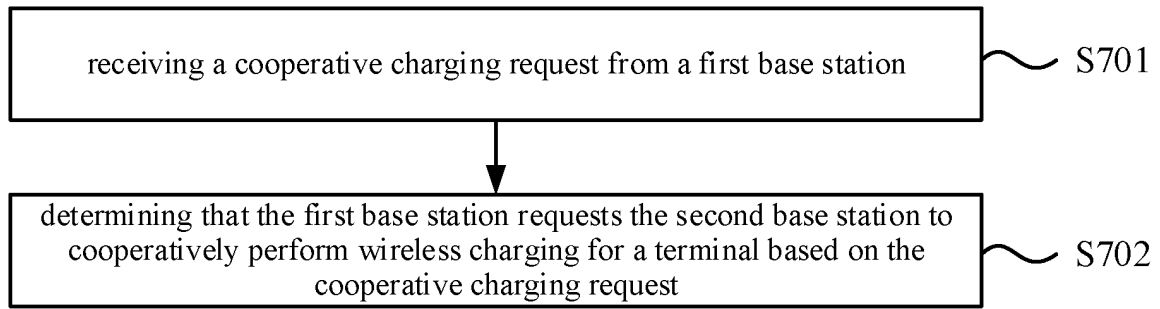 receiving a cooperative charging request from a first base station
S701
determining that the first base station requests the second base station to
cooperatively perform wireless charging for a terminal based on the
cooperative charging request
S702